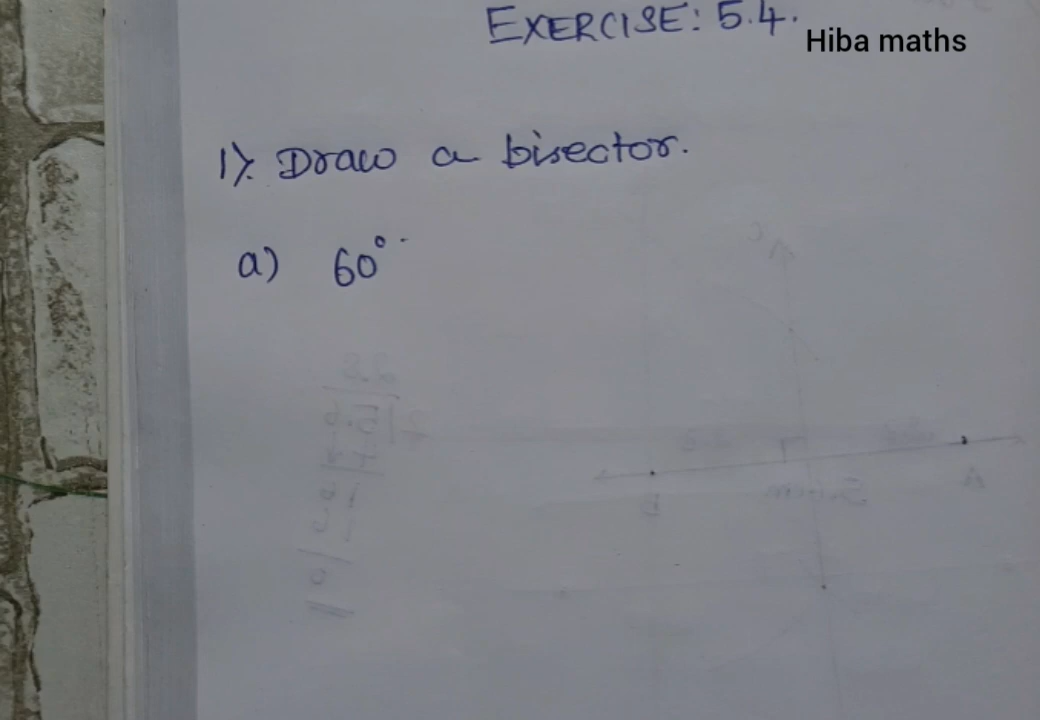 EXERCISE: 5.4.
Hiba maths
1). Draw a bisector.
a) 60°.